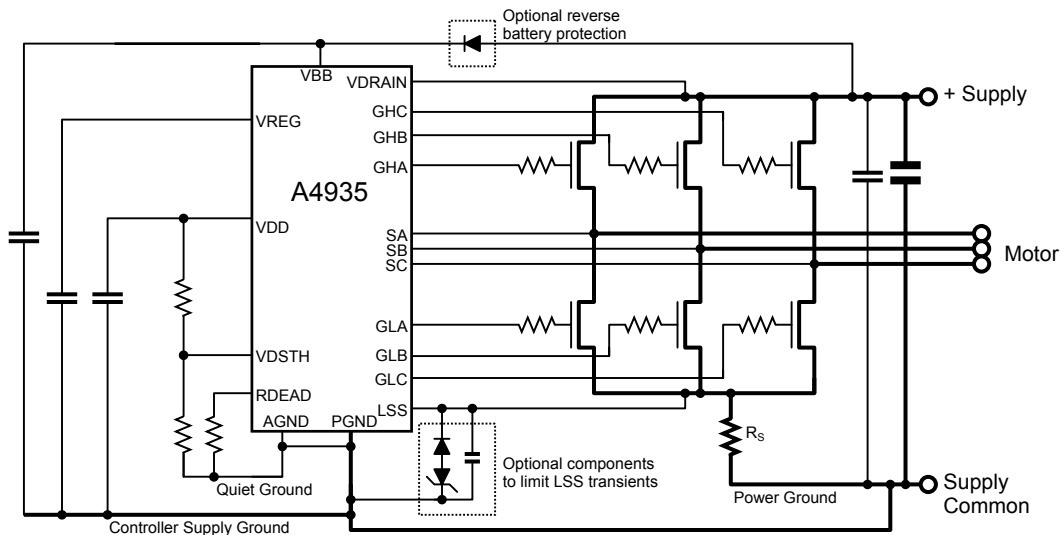 Optional reverse
battery protection
VBB
VDRAIN
GHC
VREG
GHB
GHA
A4935
+ Supply
VDD
SA
SB
SC
Motor
GLA
GLB
VDSTH
GLC
RDEAD
LSS
AGND
PGND
RS
Optional components
to limit LSS transients
Quiet Ground
Power Ground
Supply
Common
Controller Supply Ground